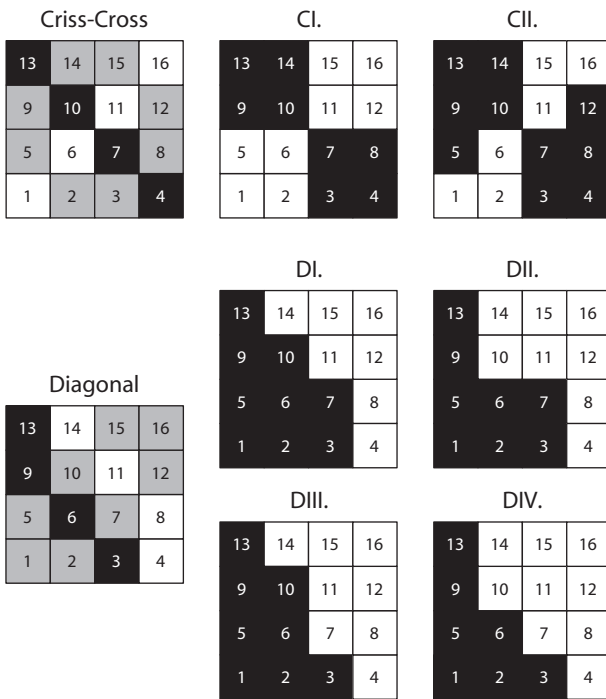 Criss-Cross CI. CII.
13 14 15 16 13 14 15 16 13 14 15 16
9 10 11 12 9 10 11 12 9 10 11 12
5 6 7 8 5 6 7 8 5 6 7 8
1 2 3 4 1 2 3 4 1 2 3 4
DI. DII.
13 14 15 16 13 14 15 16
9 10 11 12 9 10 11 12
5 6 7 8 5 6 7 8
1 2 3 4 1 2 3 4
Diagonal
13 14 15 16
9 10 11 12
5 6 7 8
1 2 3 4
DIII. DIV.
13 14 15 16 13 14 15 16
9 10 11 12 9 10 11 12
5 6 7 8 5 6 7 8
1 2 3 4 1 2 3 4